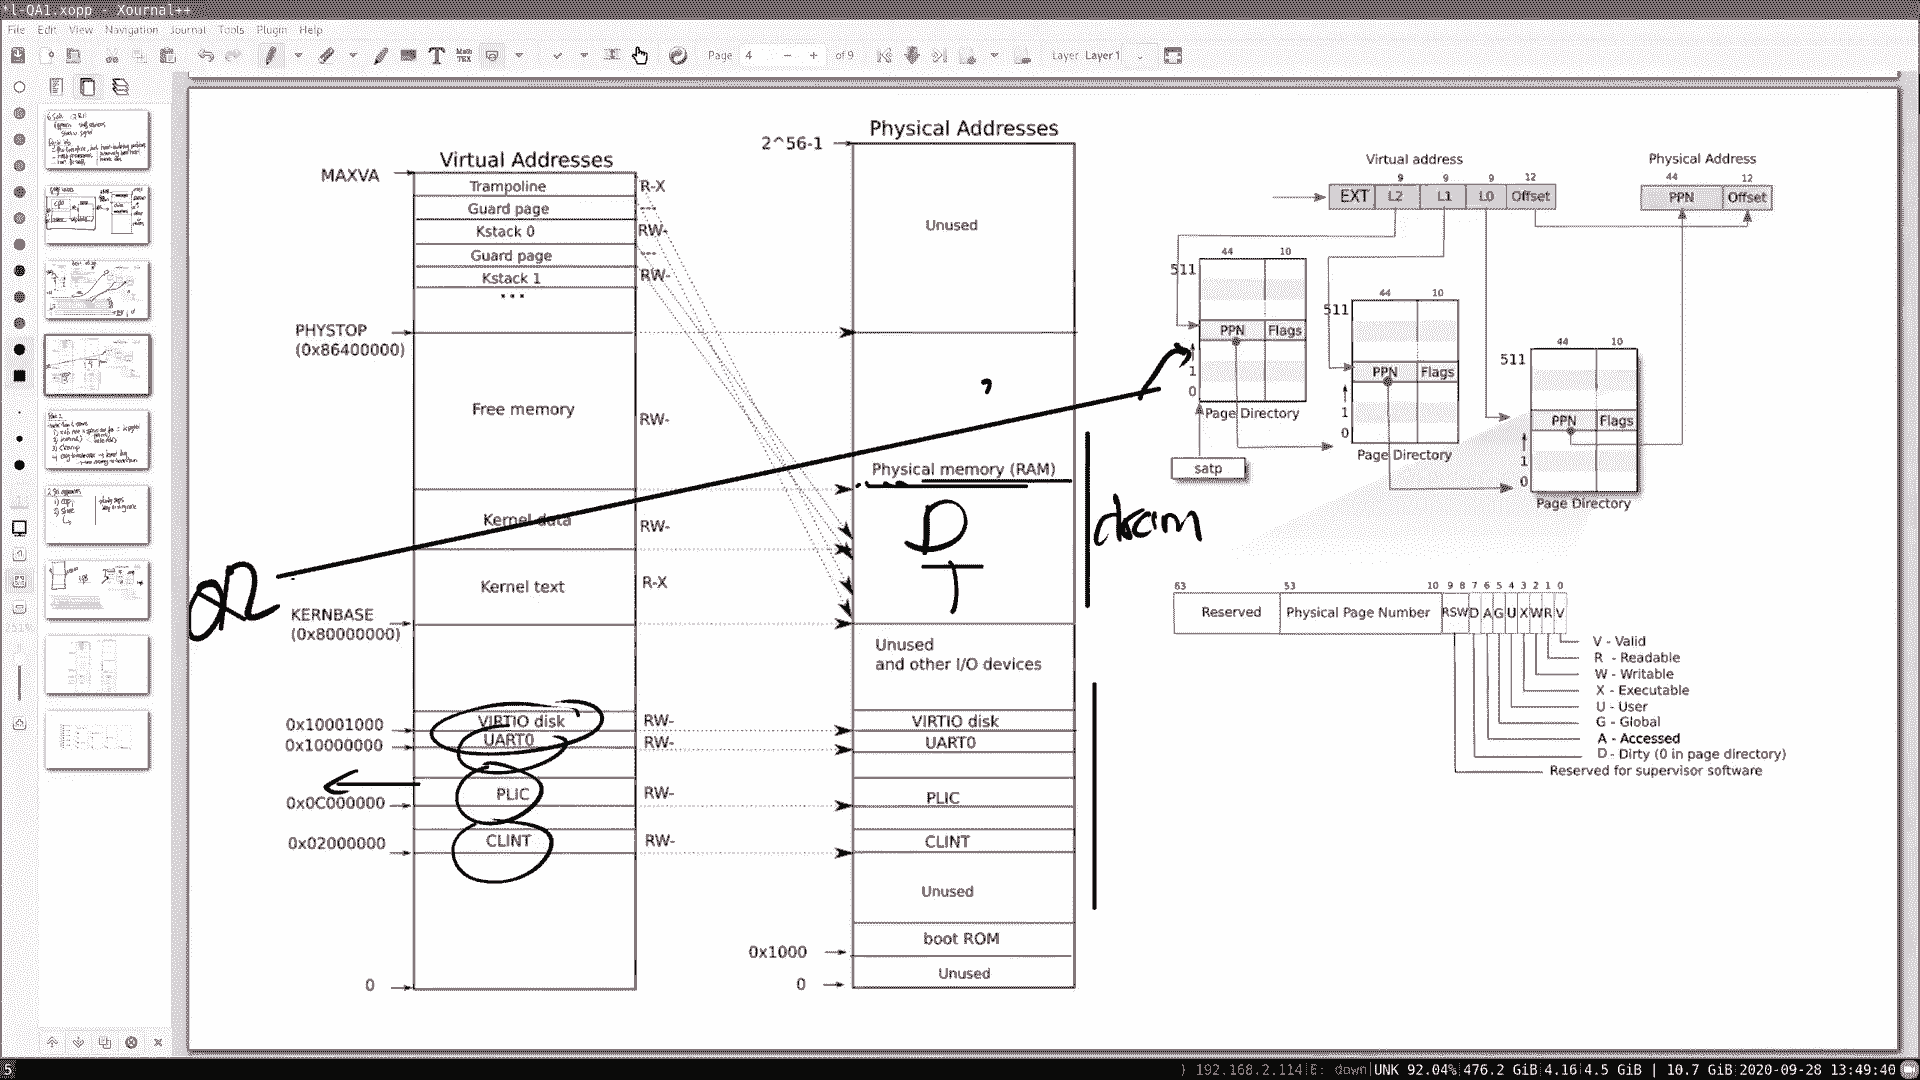 *l-QA1.xopp - Xournal++
File Edit View Navigation Journal Tools Plugin Help
Page 4 - + of 9 Layer Layer 1
Virtual Addresses
MAXVA
Trampoline R-X
Guard page ---
Kstack 0 RW-
Guard page ---
Kstack 1 RW-
...
PHYSTOP
(0x86400000)
Free memory RW-
Kernel data RW-
Kernel text R-X
KERNBASE
(0x80000000)
0x10001000 VIRTIO disk RW-
0x10000000 UART0 RW-
0x0C000000 PLIC RW-
0x02000000 CLINT RW-
0
Physical Addresses
2^56-1
Unused
Physical memory (RAM)
D
T
dram
Unused
and other I/O devices
VIRTIO disk
UART0
PLIC
CLINT
Unused
boot ROM
0x1000
Unused
0
Virtual address
9 9 9 12
EXT L2 L1 L0 Offset
Physical Address
44 12
PPN Offset
44 10
511
PPN Flags
1
0
Page Directory
satp
44 10
511
PPN Flags
1
0
Page Directory
44 10
511
PPN Flags
1
0
Page Directory
63 53 10 9 8 7 6 5 4 3 2 1 0
Reserved Physical Page Number RSW D A G U X W R V
V - Valid
R - Readable
W - Writable
X - Executable
U - User
G - Global
A - Accessed
D - Dirty (0 in page directory)
Reserved for supervisor software
5 192.168.2.114 E: down UNK 92.04% 476.2 GiB 4.16 4.5 GiB | 10.7 GiB 2020-09-28 13:49:40